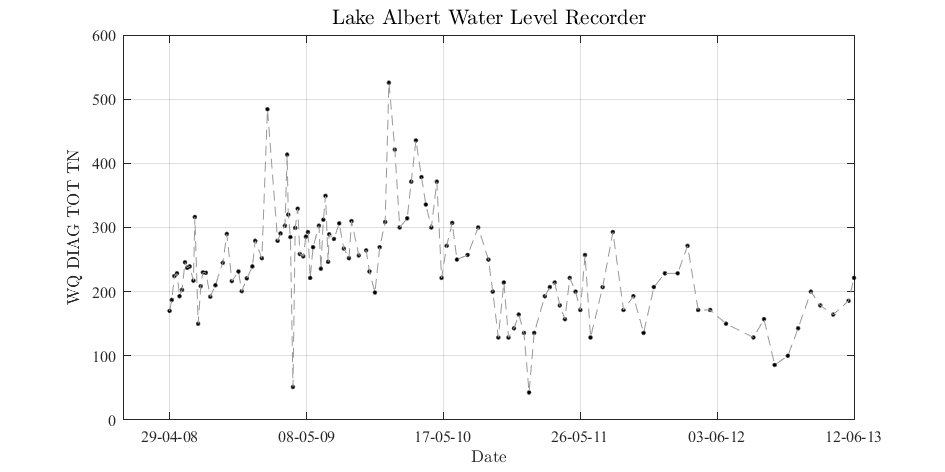 Lake Albert Water Level Recorder
600
500
400
300
200
100
0
WQ DIAG TOT TN
29-04-08 08-05-09 17-05-10 26-05-11 03-06-12 12-06-13
Date